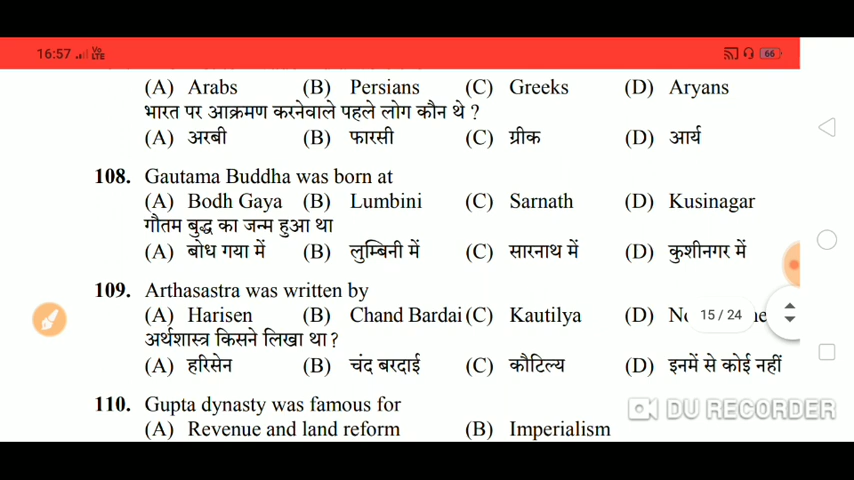 16:57 Vo LTE 66
(A) Arabs (B) Persians (C) Greeks (D) Aryans
भारत पर आक्रमण करनेवाले पहले लोग कौन थे ?
(A) अरबी (B) फारसी (C) ग्रीक (D) आर्य
108. Gautama Buddha was born at
(A) Bodh Gaya (B) Lumbini (C) Sarnath (D) Kusinagar
गौतम बुद्ध का जन्म हुआ था
(A) बोध गया में (B) लुम्बिनी में (C) सारनाथ में (D) कुशीनगर में
109. Arthasastra was written by
(A) Harisen (B) Chand Bardai (C) Kautilya (D) 15 / 24
अर्थशास्त्र किसने लिखा था ?
(A) हरिसेन (B) चंद बरदाई (C) कौटिल्य (D) इनमें से कोई नहीं
110. Gupta dynasty was famous for
DU RECORDER
(A) Revenue and land reform (B) Imperialism